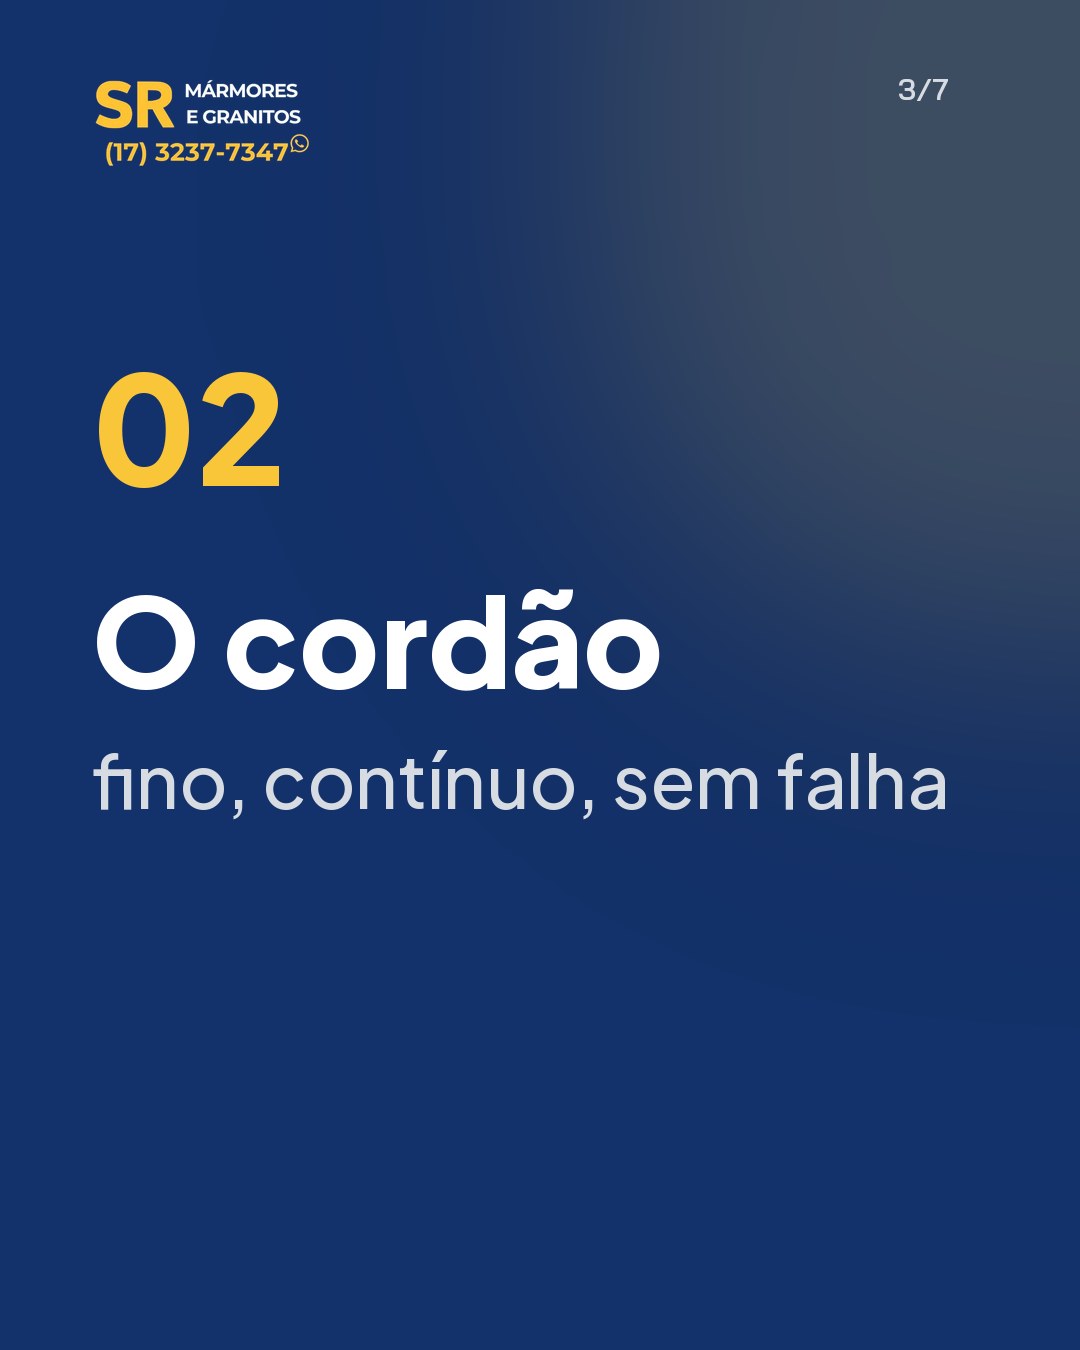 SR MÁRMORES
E GRANITOS
(17) 3237-7347
3/7
02
O cordão
fino, contínuo, sem falha